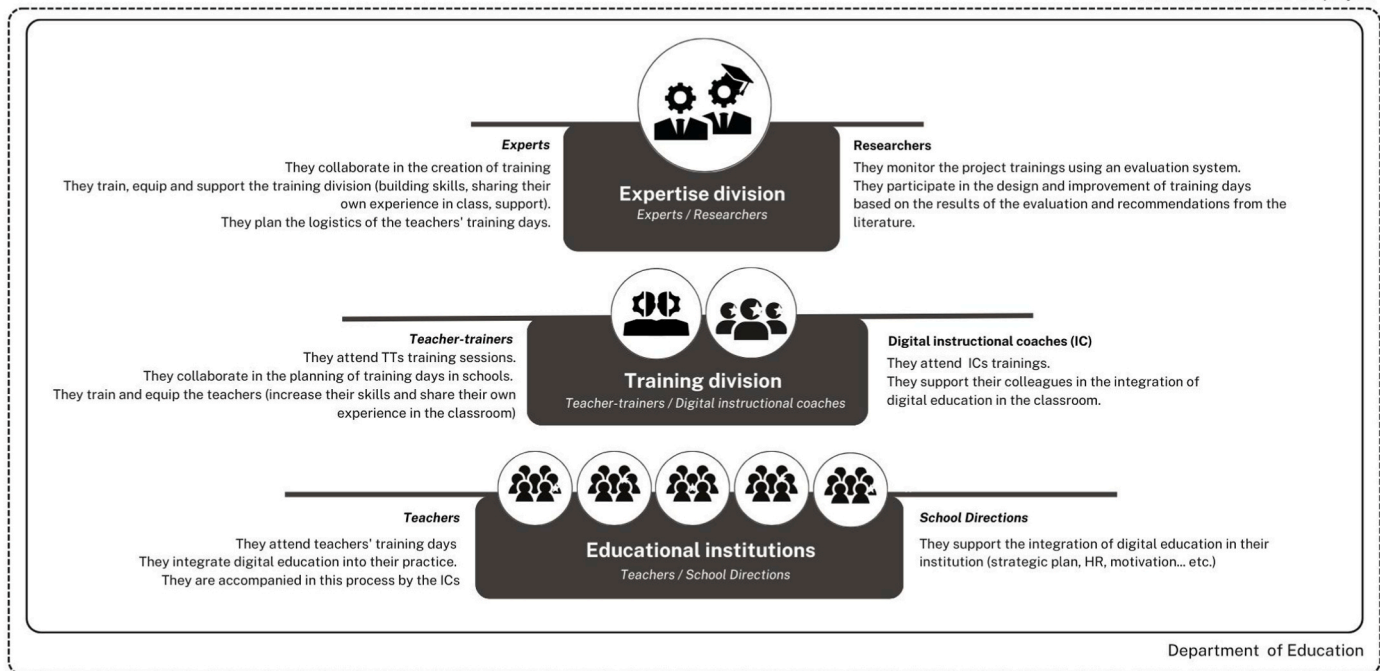 Experts
They collaborate in the creation of training
They train, equip and support the training division (building skills, sharing their
own experience in class, support).
They plan the logistics of the teachers' training days.
Expertise division
Experts / Researchers
Researchers
They monitor the project trainings using an evaluation system.
They participate in the design and improvement of training days
based on the results of the evaluation and recommendations from the
literature.
Teacher-trainers
They attend TTs training sessions.
They collaborate in the planning of training days in schools.
They train and equip the teachers (increase their skills and share their own
experience in the classroom)
Training division
Teacher-trainers / Digital instructional coaches
Digital instructional coaches (IC)
They attend ICs trainings.
They support their colleagues in the integration of
digital education in the classroom.
Teachers
They attend teachers' training days
They integrate digital education into their practice.
They are accompanied in this process by the ICs
Educational institutions
Teachers / School Directions
School Directions
They support the integration of digital education in their
institution (strategic plan, HR, motivation... etc.)
Department of Education